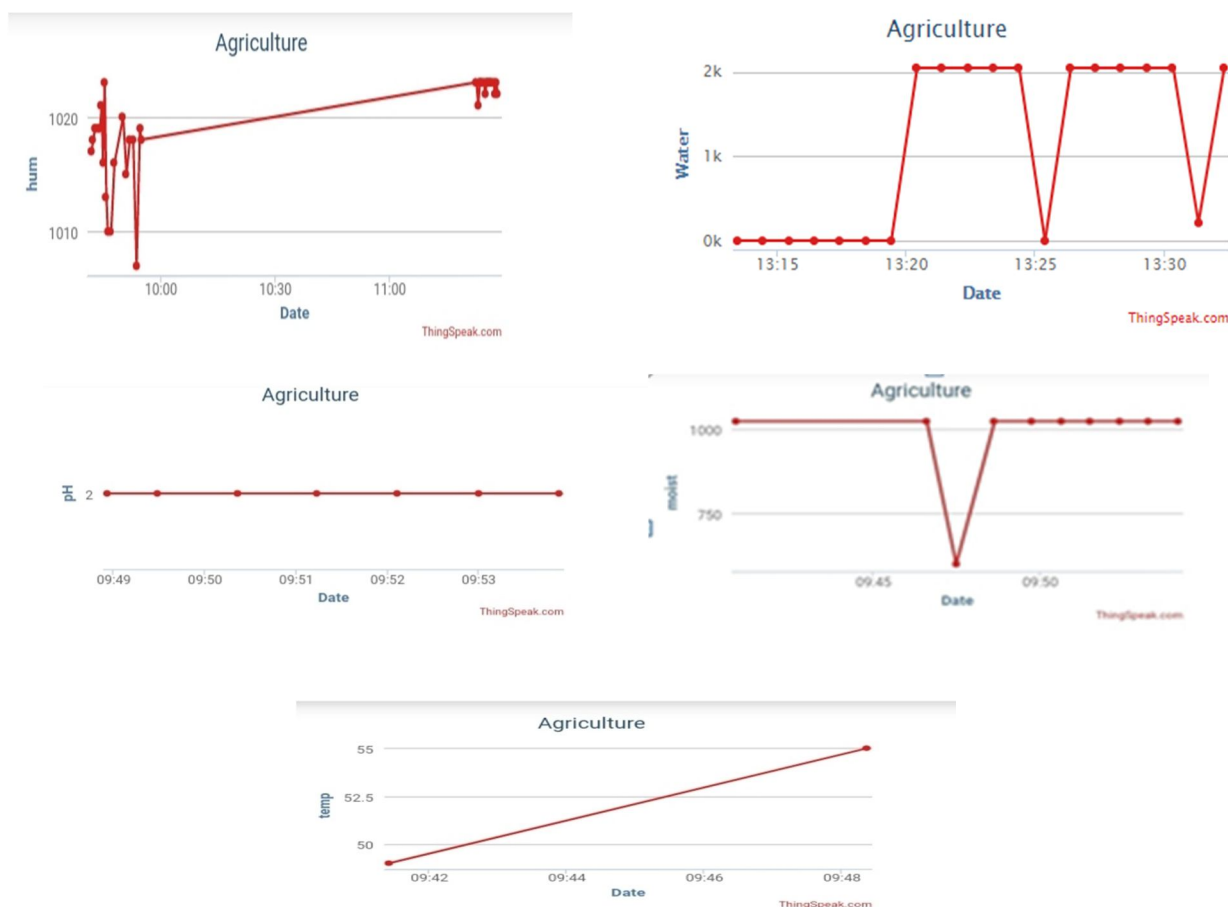 Agriculture
1020
1010
hum
10:00 10:30 11:00
Date
ThingSpeak.com
Agriculture
2k
1k
0k
Water
13:15 13:20 13:25 13:30
Date
ThingSpeak.com
Agriculture
pH
2
09:49 09:50 09:51 09:52 09:53
Date
ThingSpeak.com
Agriculture
1000
750
moist
09:45 09:50
Date
ThingSpeak.com
Agriculture
55
52.5
50
temp
09:42 09:44 09:46 09:48
Date
ThingSpeak.com